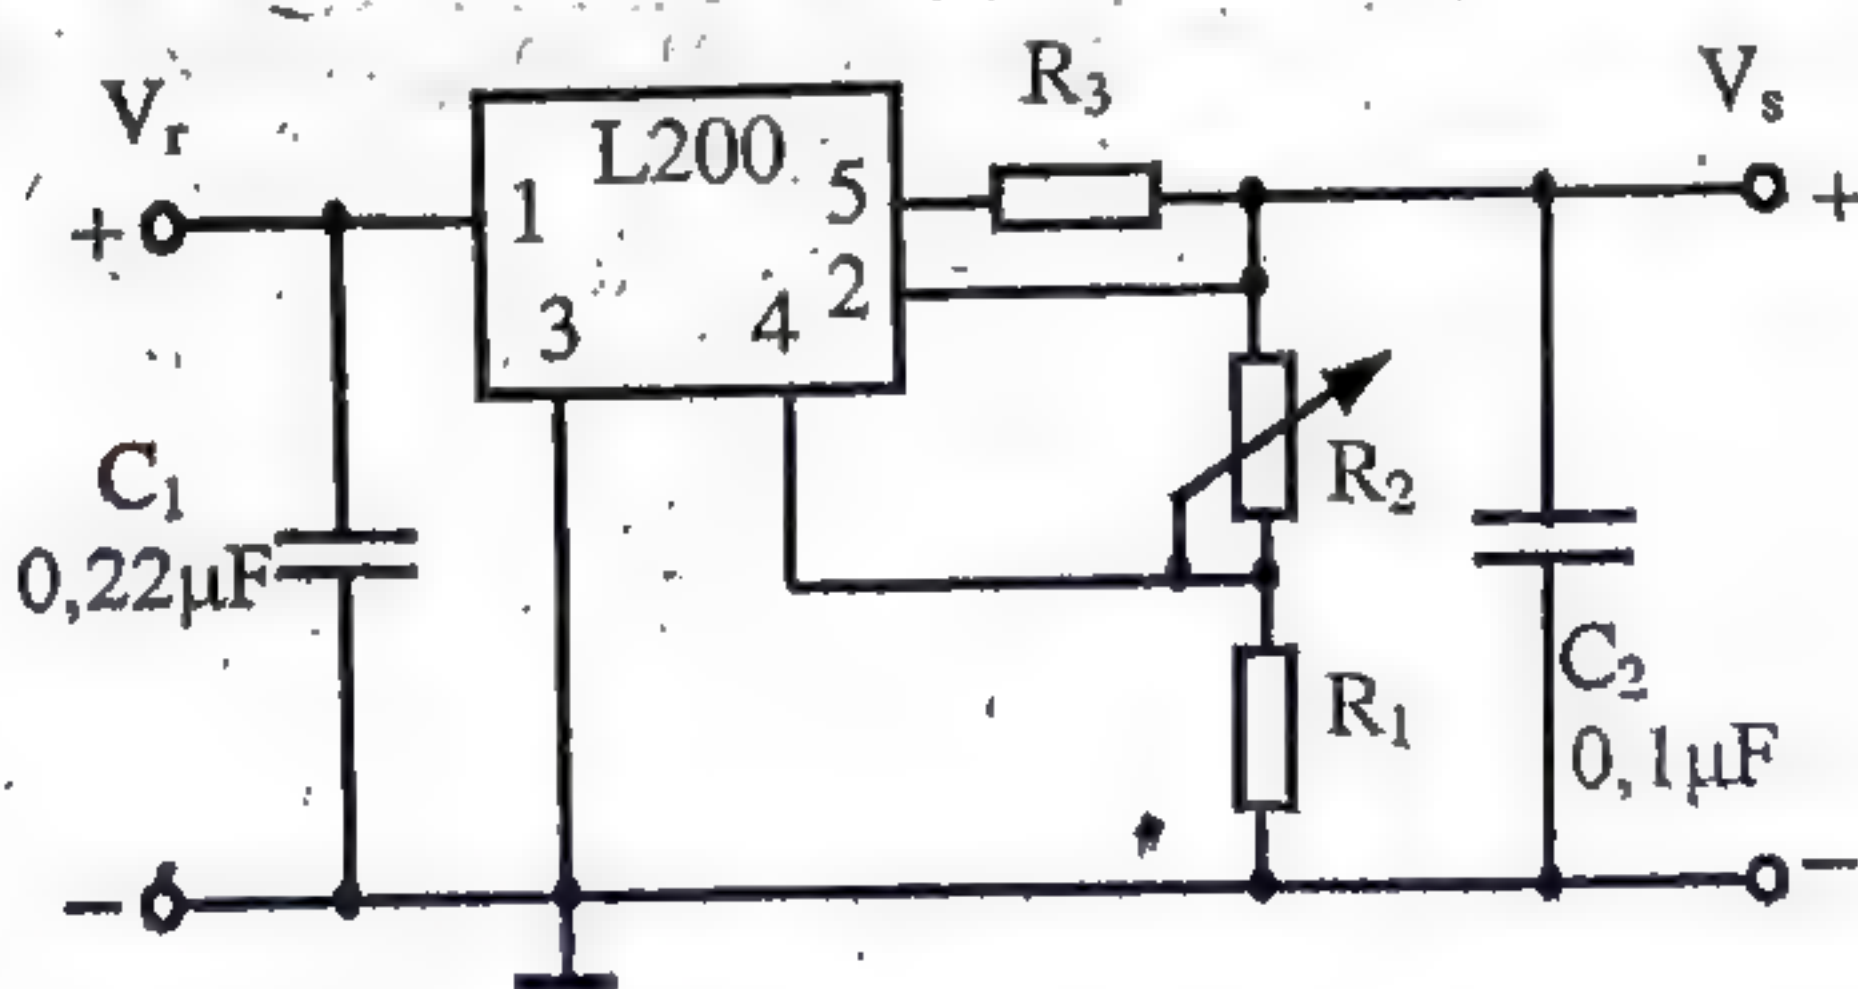 R₃
Vₛ
Vᵣ
L200
5
1
+
+
2
3
4
C₁
R₂
0,22μF
C₂
R₁
0,1μF
−
−